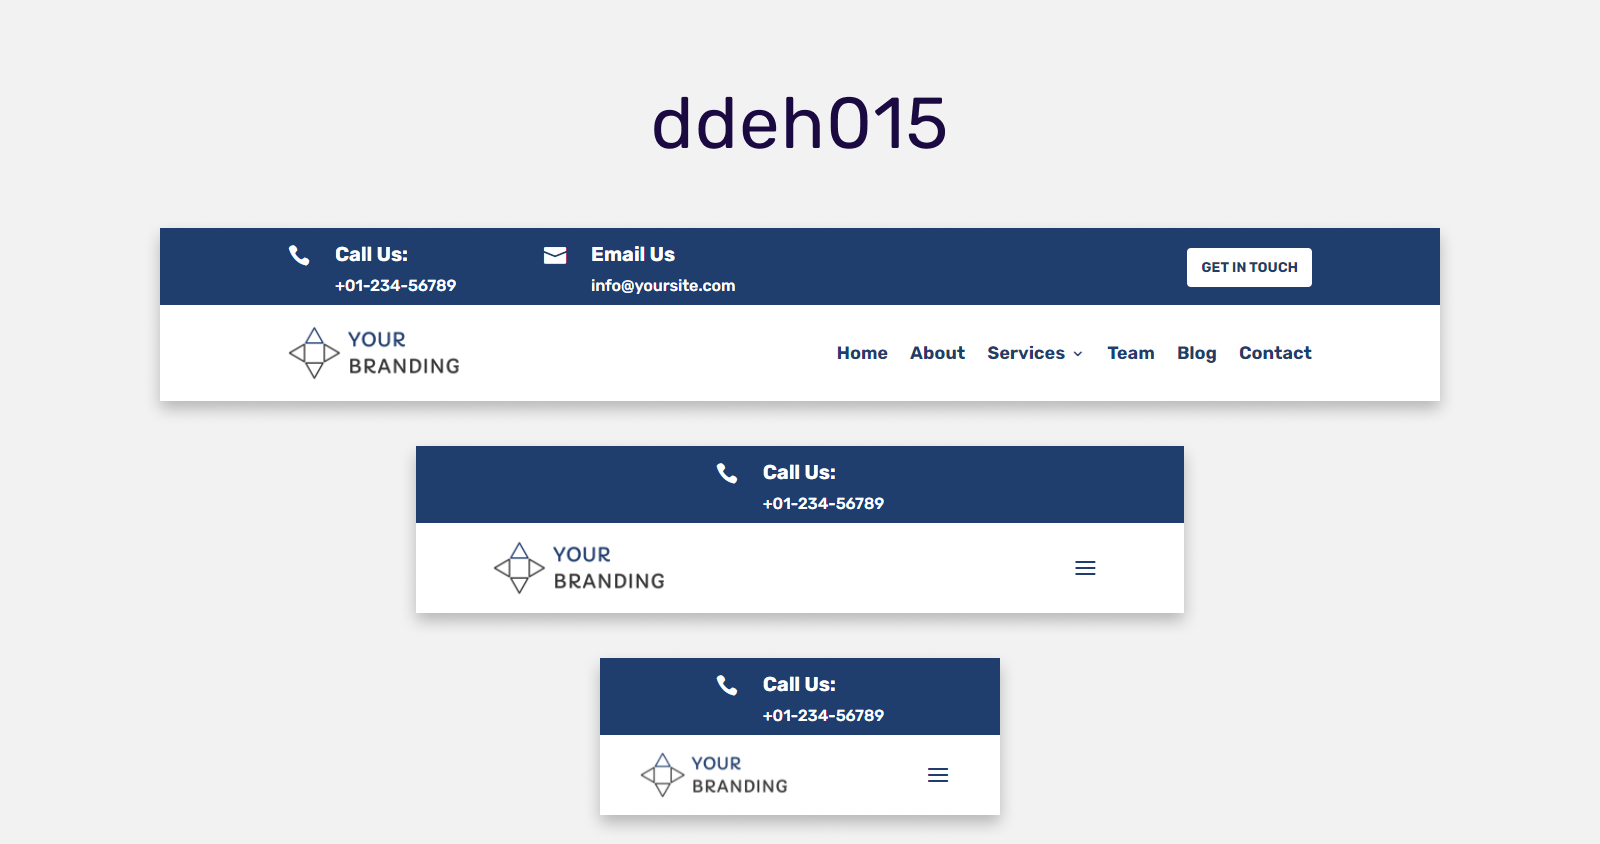 ddeh015
Call Us:
+01-234-56789
Email Us
info@yoursite.com
GET IN TOUCH
YOUR
BRANDING
Home About Services Team Blog Contact
Call Us:
+01-234-56789
YOUR
BRANDING
Call Us:
+01-234-56789
YOUR
BRANDING